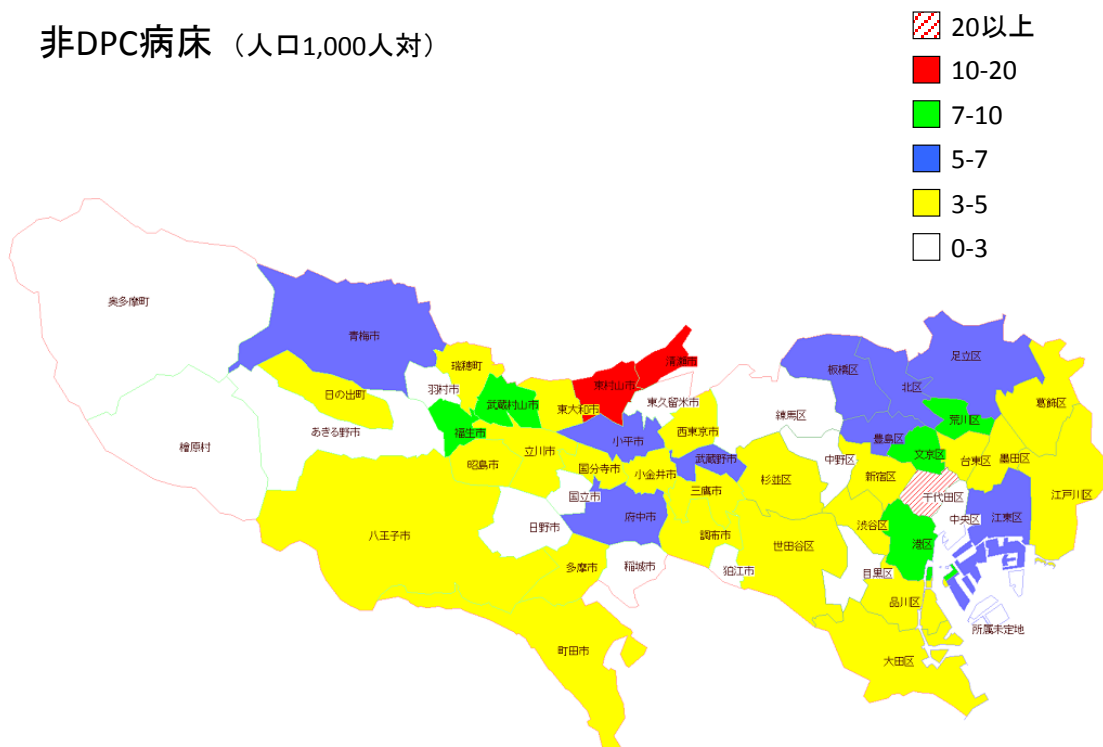 非DPC病床 （人口1,000人対）
20以上
10-20
7-10
5-7
3-5
0-3
奥多摩町
青梅市
瑞穂町
羽村市
日の出町
あきる野市
檜原村
福生市
武蔵村山市
東大和市
東村山市
清瀬市
東久留米市
西東京市
小平市
立川市
昭島市
国分寺市
小金井市
武蔵野市
三鷹市
国立市
府中市
日野市
八王子市
多摩市
稲城市
調布市
狛江市
町田市
板橋区
北区
足立区
葛飾区
練馬区
豊島区
荒川区
文京区
台東区
墨田区
中野区
新宿区
杉並区
千代田区
中央区
江東区
江戸川区
渋谷区
港区
世田谷区
目黒区
品川区
大田区
所属未定地